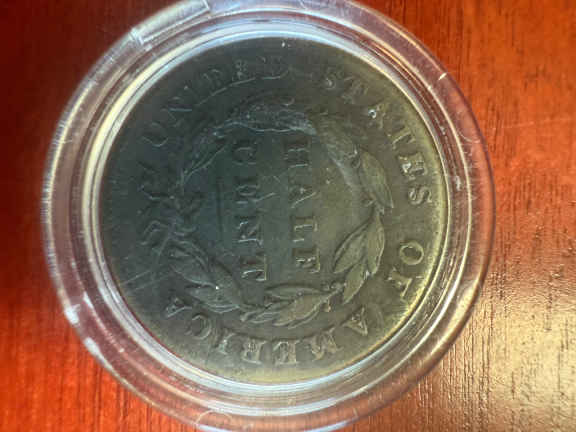 UNITED STATES OF AMERICA
HALF
CENT